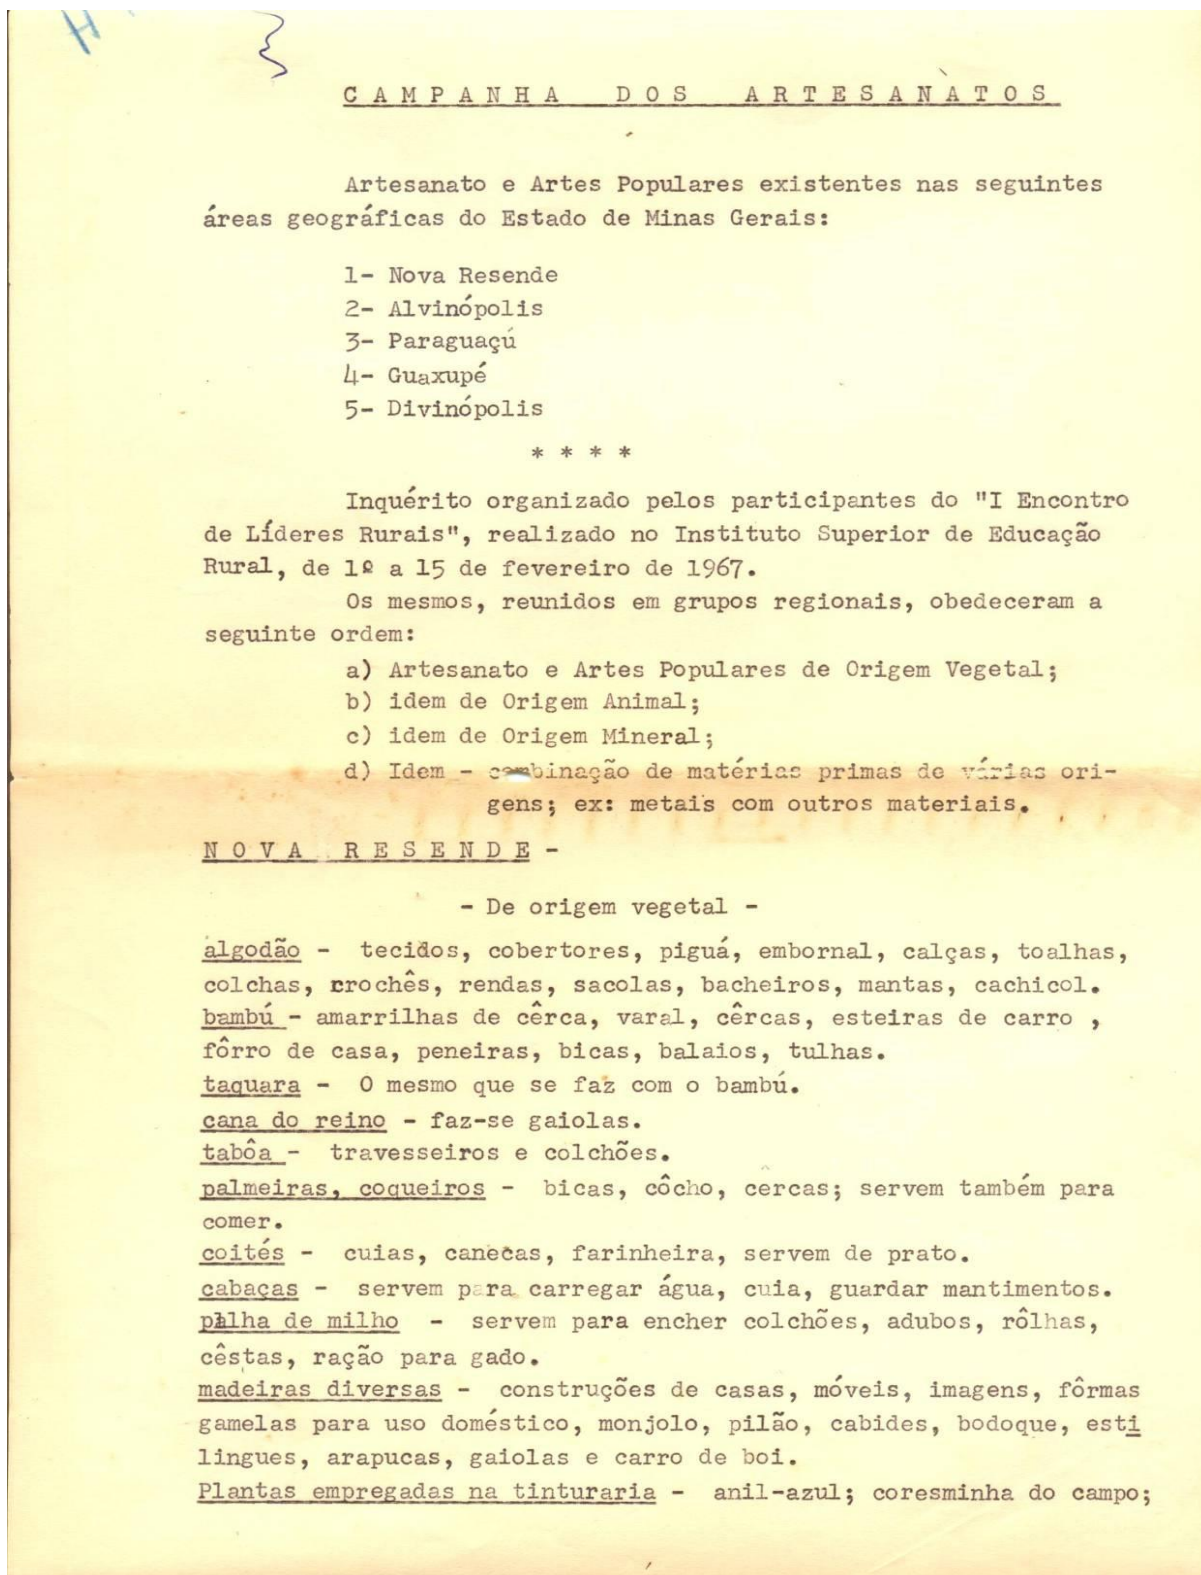 H
CAMPANHA DOS ARTESANATOS
Artesanato e Artes Populares existentes nas seguintes
áreas geográficas do Estado de Minas Gerais:
1- Nova Resende
2- Alvinópolis
3- Paraguaçú
4- Guaxupé
5- Divinópolis
* * * *
Inquérito organizado pelos participantes do "I Encontro
de Líderes Rurais", realizado no Instituto Superior de Educação
Rural, de 1º a 15 de fevereiro de 1967.
Os mesmos, reunidos em grupos regionais, obedeceram a
seguinte ordem:
a) Artesanato e Artes Populares de Origem Vegetal;
b) idem de Origem Animal;
c) idem de Origem Mineral;
d) Idem - combinação de matérias primas de várias ori-
gens; ex: metais com outros materiais.
NOVA RESENDE -
- De origem vegetal -
algodão - tecidos, cobertores, piguá, embornal, calças, toalhas,
colchas, crochês, rendas, sacolas, bacheiros, mantas, cachicol.
bambú - amarrilhas de cêrca, varal, cêrcas, esteiras de carro ,
fôrro de casa, peneiras, bicas, balaios, tulhas.
taquara - O mesmo que se faz com o bambú.
cana do reino - faz-se gaiolas.
tabôa - travesseiros e colchões.
palmeiras, coqueiros - bicas, côcho, cercas; servem também para
comer.
coités - cuias, canecas, farinheira, servem de prato.
cabaças - servem para carregar água, cuia, guardar mantimentos.
palha de milho - servem para encher colchões, adubos, rôlhas,
cêstas, ração para gado.
madeiras diversas - construções de casas, móveis, imagens, fôrmas
gamelas para uso doméstico, monjolo, pilão, cabides, bodoque, esti
lingues, arapucas, gaiolas e carro de boi.
Plantas empregadas na tinturaria - anil-azul; coresminha do campo;